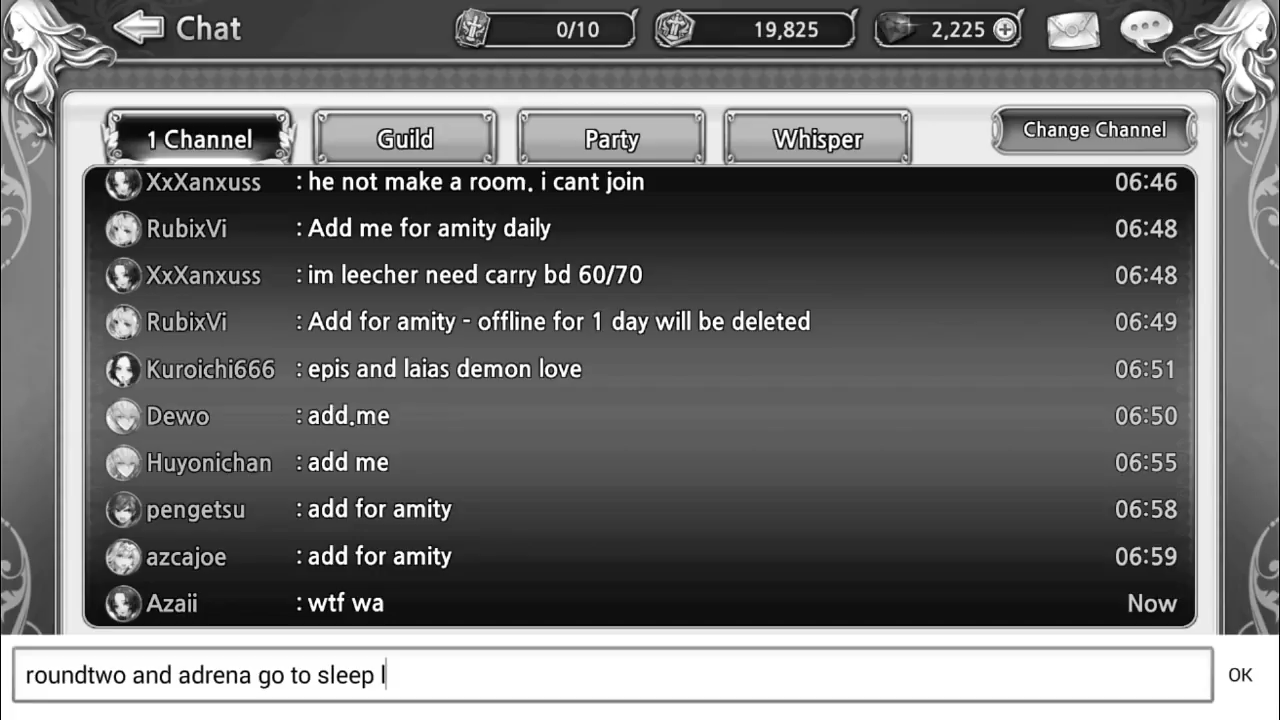 Chat
0/10
19,825
2,225
1 Channel
Guild
Party
Whisper
Change Channel
XxXanxuss : he not make a room. i cant join 06:46
RubixVi : Add me for amity daily 06:48
XxXanxuss : im leecher need carry bd 60/70 06:48
RubixVi : Add for amity - offline for 1 day will be deleted 06:49
Kuroichi666 : epis and laias demon love 06:51
Dewo : add.me 06:50
Huyonichan : add me 06:55
pengetsu : add for amity 06:58
azcajoe : add for amity 06:59
Azaii : wtf wa Now
roundtwo and adrena go to sleep l
OK